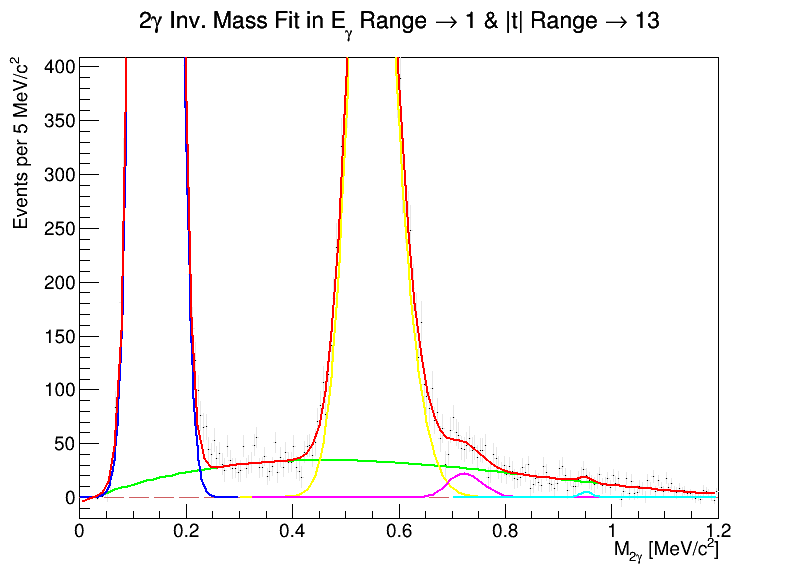 2γ Inv. Mass Fit in Eγ Range → 1 & |t| Range → 13
Events per 5 MeV/c²
400
350
300
250
200
150
100
50
0
0 0.2 0.4 0.6 0.8 1 1.2
M2γ [MeV/c²]